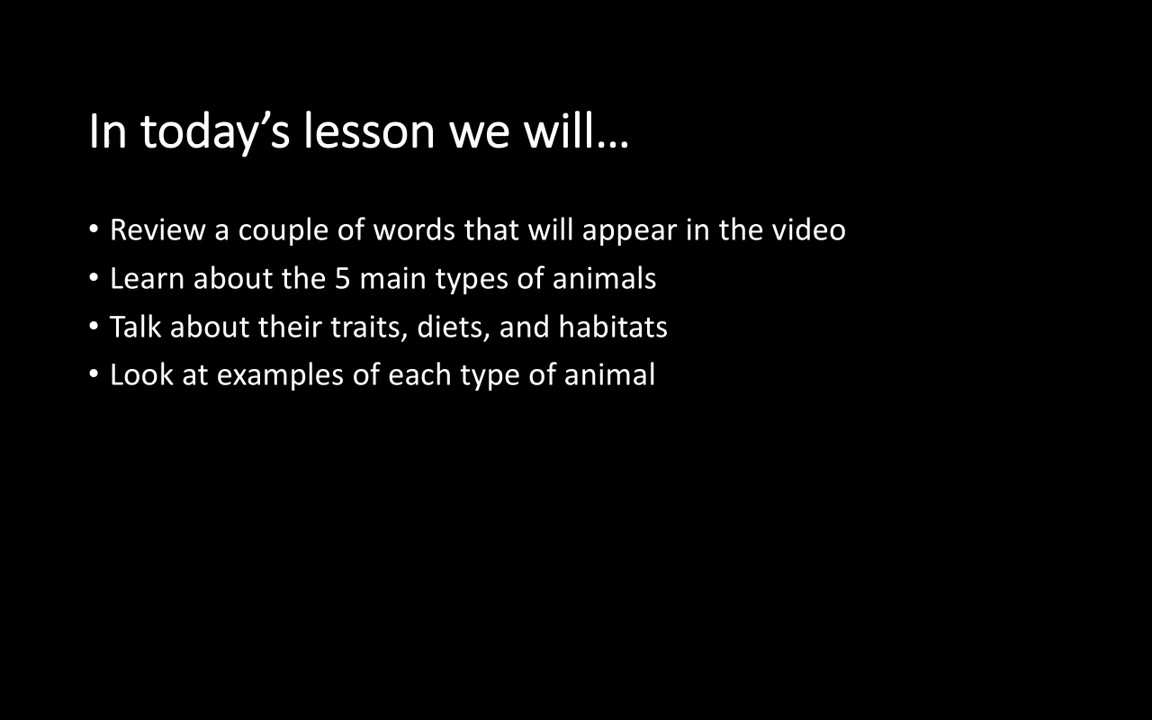 In today’s lesson we will…
• Review a couple of words that will appear in the video
• Learn about the 5 main types of animals
• Talk about their traits, diets, and habitats
• Look at examples of each type of animal